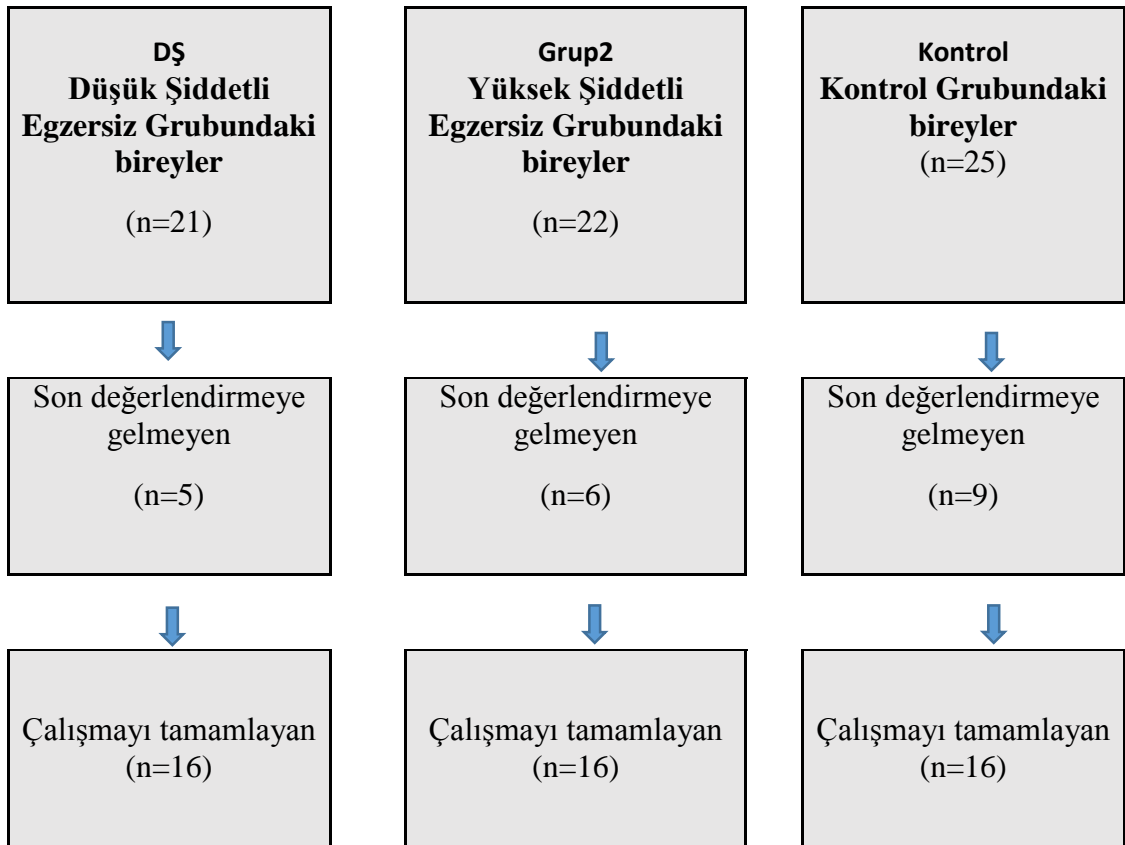 DŞ
Düşük Şiddetli
Egzersiz Grubundaki
bireyler
(n=21)
Grup2
Yüksek Şiddetli
Egzersiz Grubundaki
bireyler
(n=22)
Kontrol
Kontrol Grubundaki
bireyler
(n=25)
Son değerlendirmeye
gelmeyen
(n=5)
Son değerlendirmeye
gelmeyen
(n=6)
Son değerlendirmeye
gelmeyen
(n=9)
Çalışmayı tamamlayan
(n=16)
Çalışmayı tamamlayan
(n=16)
Çalışmayı tamamlayan
(n=16)